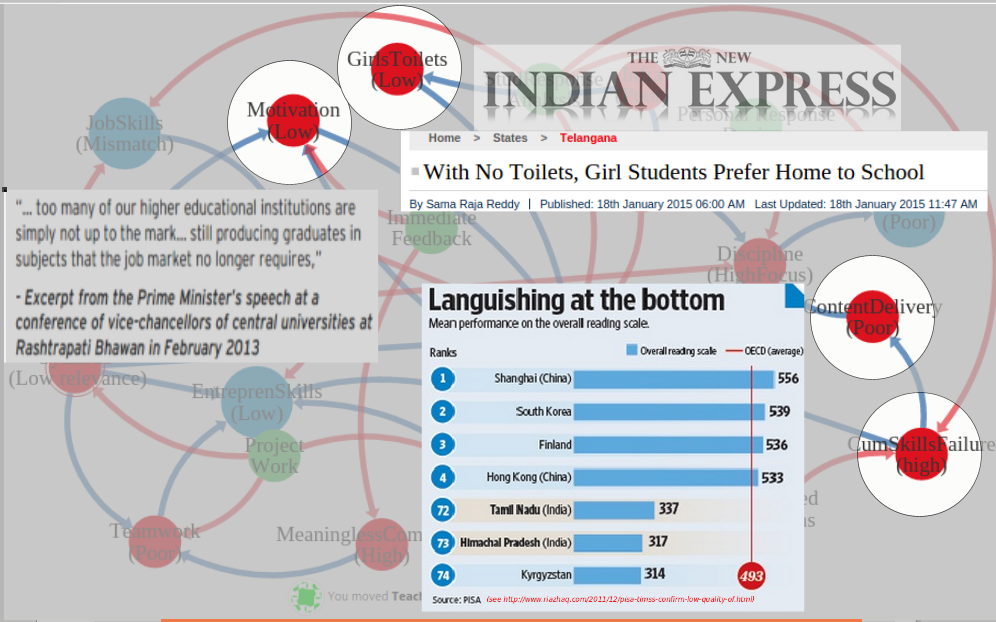 GirlsToilets
(Low)
Motivation
(Low)
JobSkills
(Mismatch)
THE NEW
INDIAN EXPRESS
Personal Response
Home > States > Telangana
With No Toilets, Girl Students Prefer Home to School
By Sama Raja Reddy | Published: 18th January 2015 06:00 AM Last Updated: 18th January 2015 11:47 AM
"... too many of our higher educational institutions are
simply not up to the mark... still producing graduates in
subjects that the job market no longer requires,"
- Excerpt from the Prime Minister's speech at a
conference of vice-chancellors of central universities at
Rashtrapati Bhawan in February 2013
Immediate
Feedback
(Poor)
Discipline
(HighFocus)
ContentDelivery
(Poor)
CumSkillsFailure
(high)
Languishing at the bottom
Mean performance on the overall reading scale.
Ranks Overall reading scale OECD (average)
1 Shanghai (China) 556
2 South Korea 539
3 Finland 536
4 Hong Kong (China) 533
72 Tamil Nadu (India) 337
73 Himachal Pradesh (India) 317
74 Kyrgyzstan 314 493
Source: PISA (see http://www.riazhaq.com/2011/12/pisa-timss-confirm-low-quality-of.html)
(Low relevance)
EntreprenSkills
(Low)
Project
Work
Teamwork
(Poor)
MeaninglessCom
(High)
You moved Teach